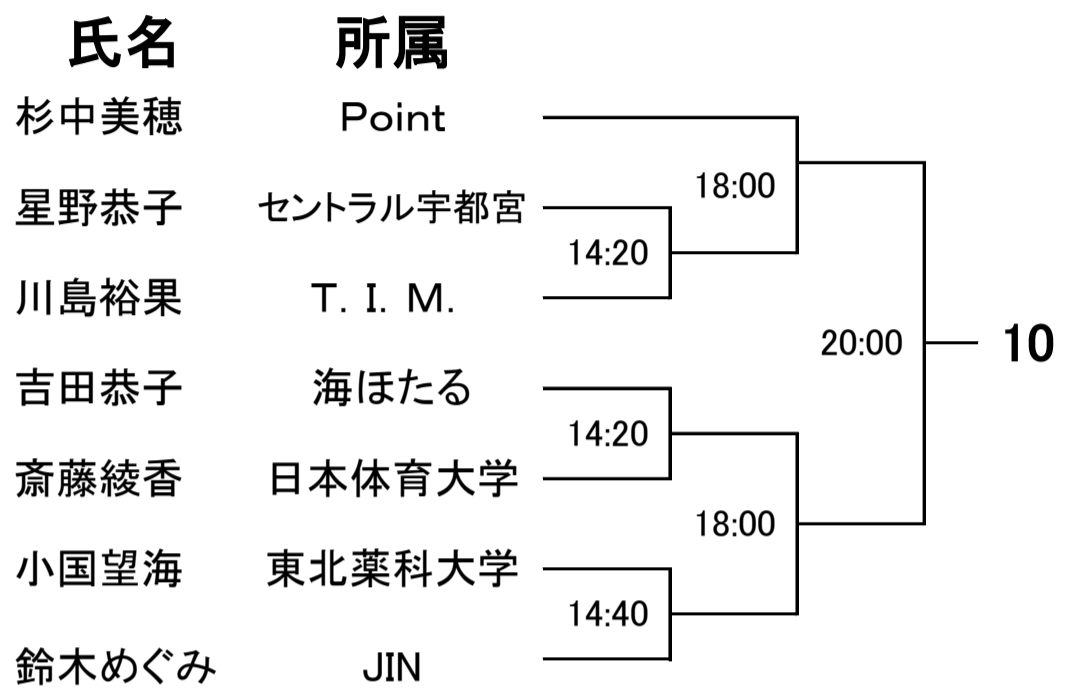 氏名 所属
杉中美穂 Point
18:00
星野恭子 セントラル宇都宮
14:20
川島裕果 T. I. M.
20:00 10
吉田恭子 海ほたる
14:20
斎藤綾香 日本体育大学
18:00
小国望海 東北薬科大学
14:40
鈴木めぐみ JIN